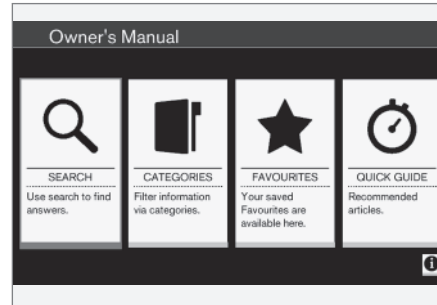 Owner's Manual
SEARCH
Use search to find
answers.
CATEGORIES
Filter information
via categories.
FAVOURITES
Your saved
Favourites are
available here.
QUICK GUIDE
Recommended
articles.